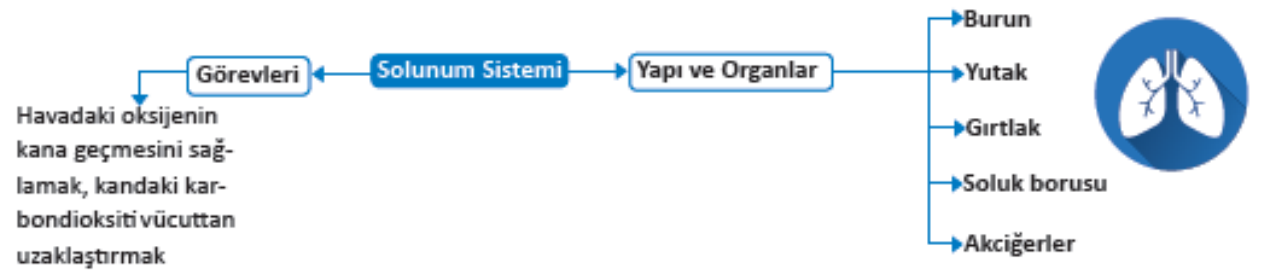 Solunum Sistemi
Görevleri
Havadaki oksijenin
kana geçmesini sağ-
lamak, kandaki kar-
bondioksiti vücuttan
uzaklaştırmak
Yapı ve Organlar
Burun
Yutak
Gırtlak
Soluk borusu
Akciğerler